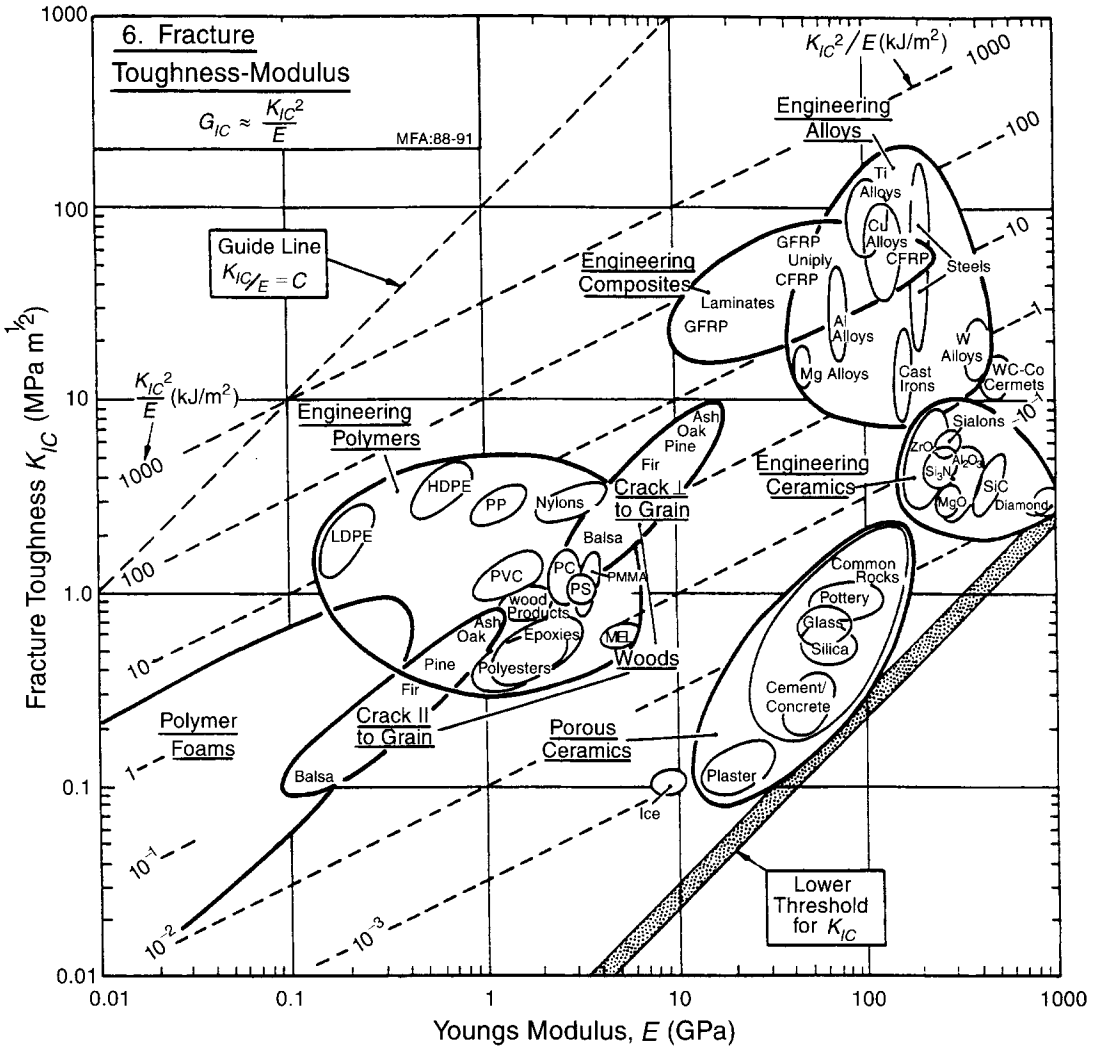 6. Fracture
Toughness-Modulus
G_IC ≈ K_IC²/E
MFA:88-91
K_IC²/E (kJ/m²)
1000
100
10
1
10⁻¹
Engineering
Alloys
Ti
Alloys
Cu
Alloys
CFRP
Steels
GFRP
Uniply
CFRP
Laminates
GFRP
Engineering
Composites
Al
Alloys
Mg Alloys
Cast
Irons
W
Alloys
WC-Co
Cermets
Guide Line
K_IC/E = C
K_IC²/E (kJ/m²)
1000
100
10
1
10⁻¹
10⁻²
10⁻³
Engineering
Polymers
HDPE
PP
Nylons
LDPE
PVC
PC
PS
PMMA
wood
Products
Epoxies
Polyesters
MEL
Ash
Oak
Pine
Fir
Crack ⊥
to Grain
Balsa
Woods
Ash
Oak
Pine
Fir
Crack II
to Grain
Balsa
Polymer
Foams
Engineering
Ceramics
Sialons
ZrO₂
Al₂O₃
Si₃N
SiC
MgO
Diamond
Common
Rocks
Pottery
Glass
Silica
Cement/
Concrete
Porous
Ceramics
Plaster
Ice
Lower
Threshold
for K_IC
Fracture Toughness K_IC (MPa m^1/2)
1000
100
10
1.0
0.1
0.01
0.01
0.1
1
10
100
1000
Youngs Modulus, E (GPa)